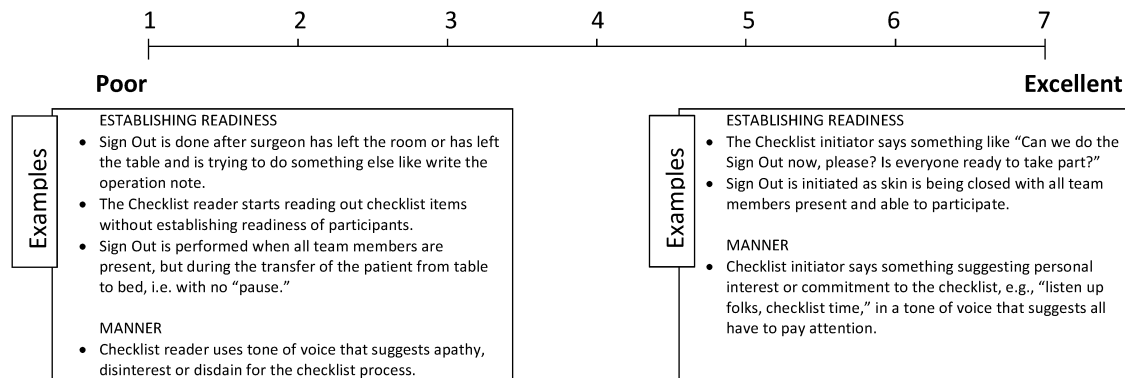 1 2 3 4 5 6 7
Poor
Excellent
Examples
ESTABLISHING READINESS
• Sign Out is done after surgeon has left the room or has left
the table and is trying to do something else like write the
operation note.
• The Checklist reader starts reading out checklist items
without establishing readiness of participants.
• Sign Out is performed when all team members are
present, but during the transfer of the patient from table
to bed, i.e. with no “pause.”
MANNER
• Checklist reader uses tone of voice that suggests apathy,
disinterest or disdain for the checklist process.
Examples
ESTABLISHING READINESS
• The Checklist initiator says something like “Can we do the
Sign Out now, please? Is everyone ready to take part?”
• Sign Out is initiated as skin is being closed with all team
members present and able to participate.
MANNER
• Checklist initiator says something suggesting personal
interest or commitment to the checklist, e.g., “listen up
folks, checklist time,” in a tone of voice that suggests all
have to pay attention.